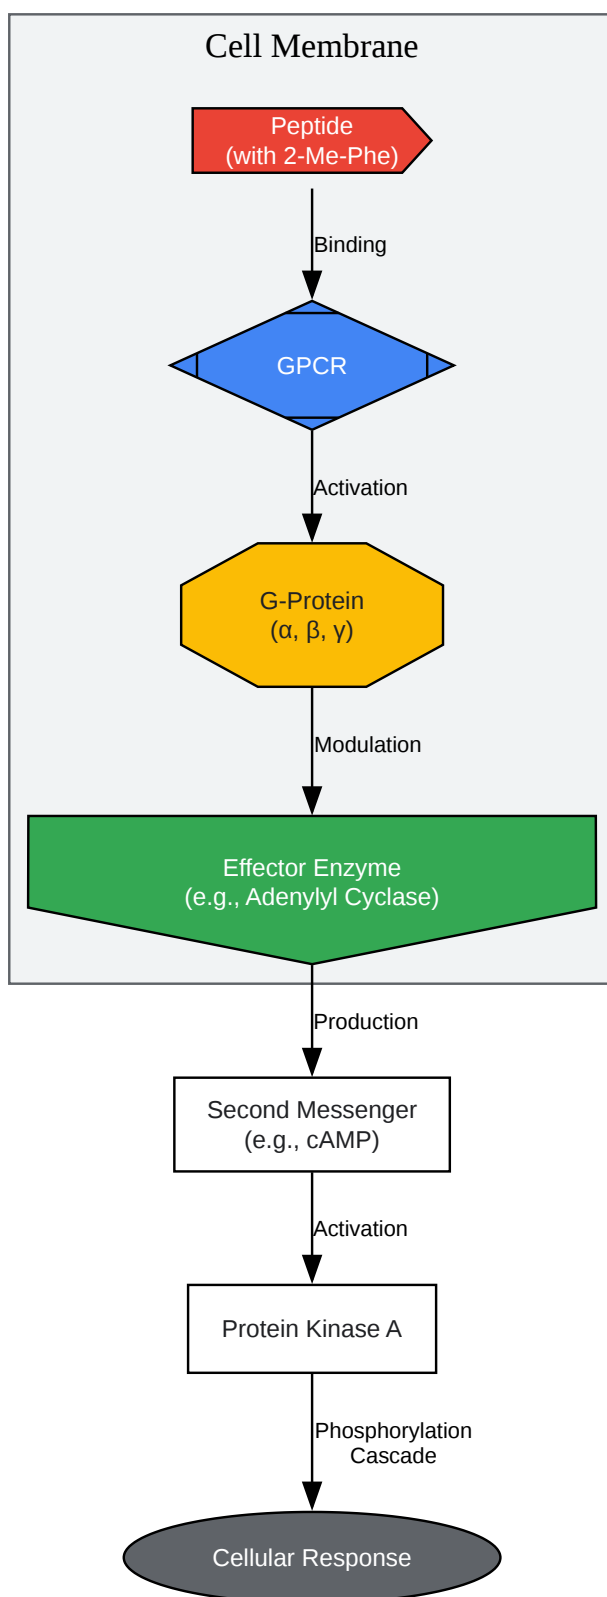 Cell Membrane
Peptide
(with 2-Me-Phe)
Binding
GPCR
Activation
G-Protein
(α, β, γ)
Modulation
Effector Enzyme
(e.g., Adenylyl Cyclase)
Production
Second Messenger
(e.g., cAMP)
Activation
Protein Kinase A
Phosphorylation
Cascade
Cellular Response